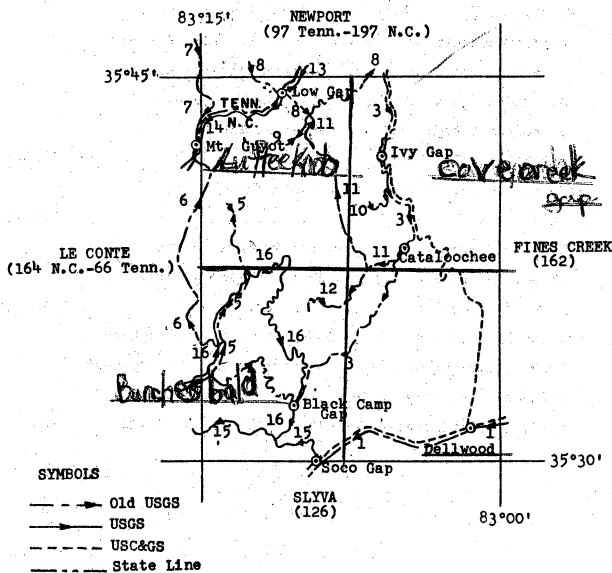 83°15' NEWPORT
(97 Tenn.-197 N.C.)
7 8 13 8
35°45'
Low Gap
7 TENN. 8 3
14 N.C. 11
Mt. Guyot 9 Ivy Gap
Luftee Knob Cove creek
gap
6 5 11 10 3
LE CONTE 16 11 Cataloochee FINES CREEK
(164 N.C.-66 Tenn.) (162)
12
6 16 5 5 16 3
Bunches bald
Black Camp
Gap
15 16 15 1 1
Dellwood
SYMBOLS Soco Gap 35°30'
Old USGS SLYVA
(126) 83°00'
USGS
USC&GS
State Line